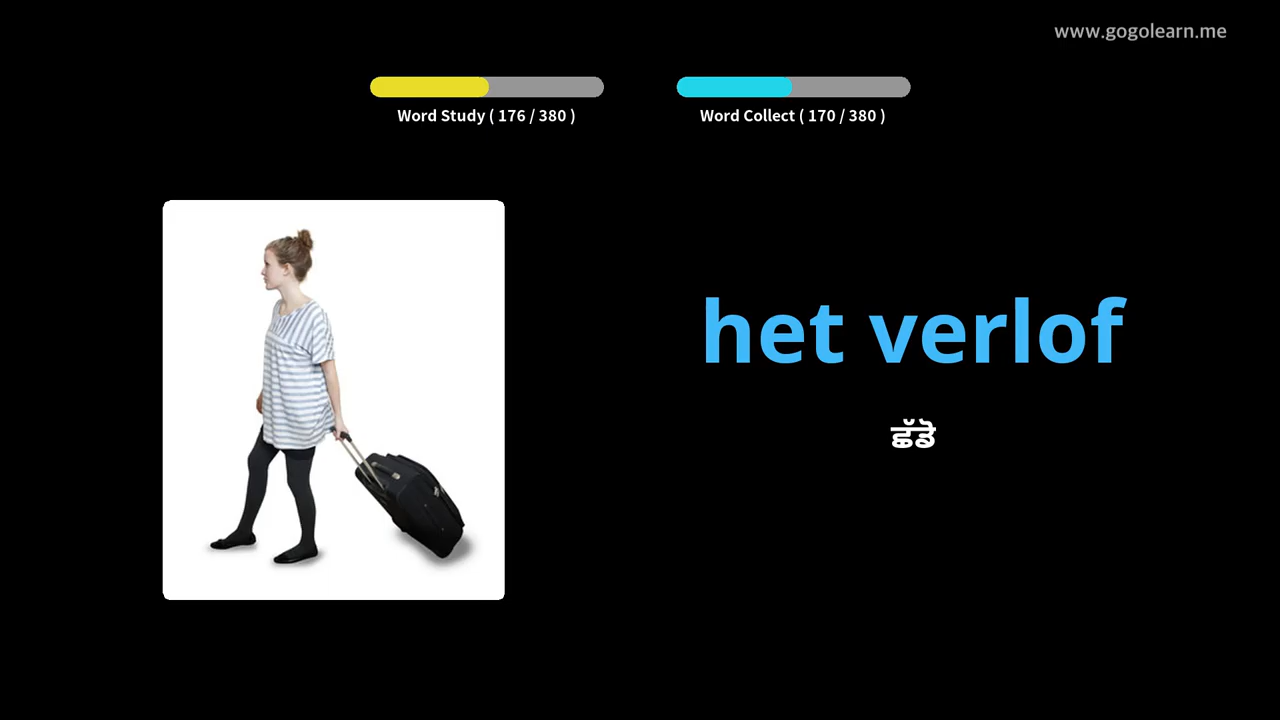 www.gogolearn.me
Word Study ( 176 / 380 )
Word Collect ( 170 / 380 )
het verlof
ਛੱਡੋ